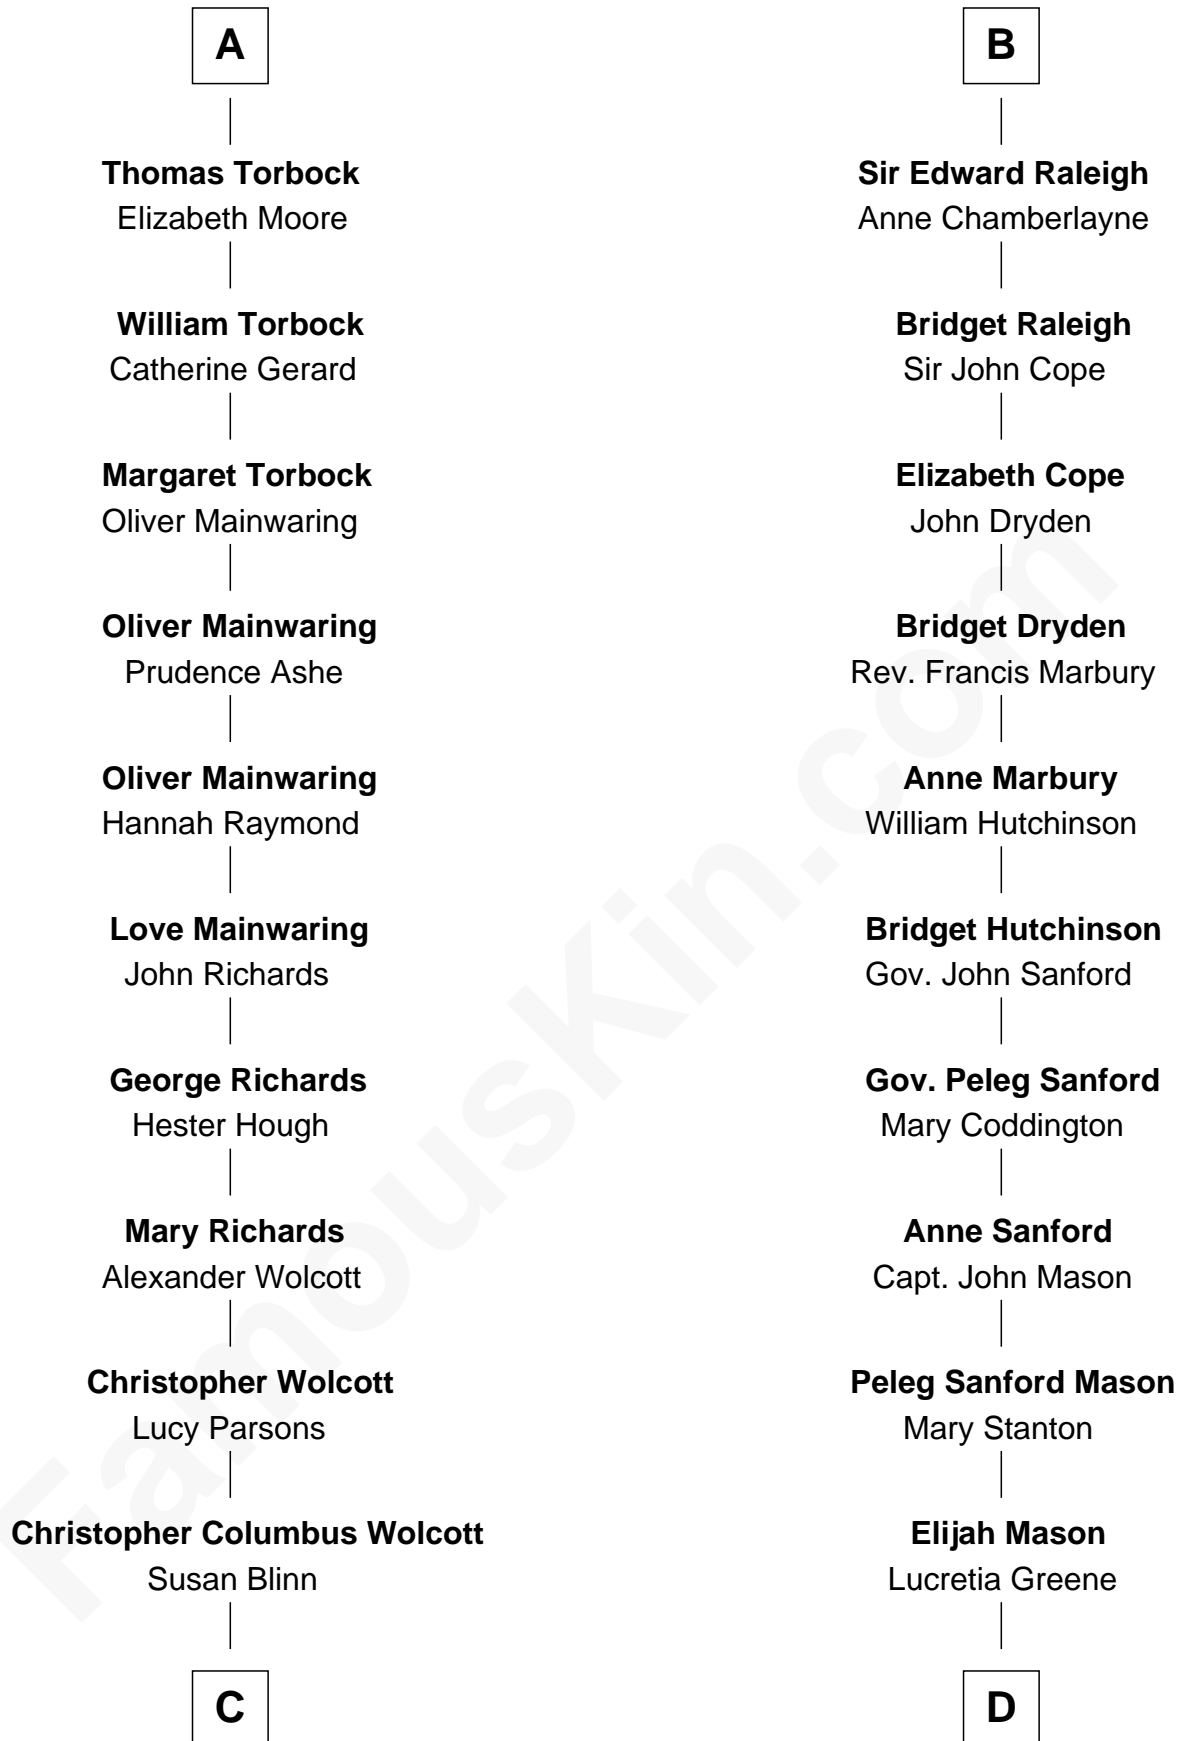 A
Thomas Torbock
Elizabeth Moore
William Torbock
Catherine Gerard
Margaret Torbock
Oliver Mainwaring
Oliver Mainwaring
Prudence Ashe
Oliver Mainwaring
Hannah Raymond
Love Mainwaring
John Richards
George Richards
Hester Hough
Mary Richards
Alexander Wolcott
Christopher Wolcott
Lucy Parsons
Christopher Columbus Wolcott
Susan Blinn
C
B
Sir Edward Raleigh
Anne Chamberlayne
Bridget Raleigh
Sir John Cope
Elizabeth Cope
John Dryden
Bridget Dryden
Rev. Francis Marbury
Anne Marbury
William Hutchinson
Bridget Hutchinson
Gov. John Sanford
Gov. Peleg Sanford
Mary Coddington
Anne Sanford
Capt. John Mason
Peleg Sanford Mason
Mary Stanton
Elijah Mason
Lucretia Greene
D
FamousKin.com